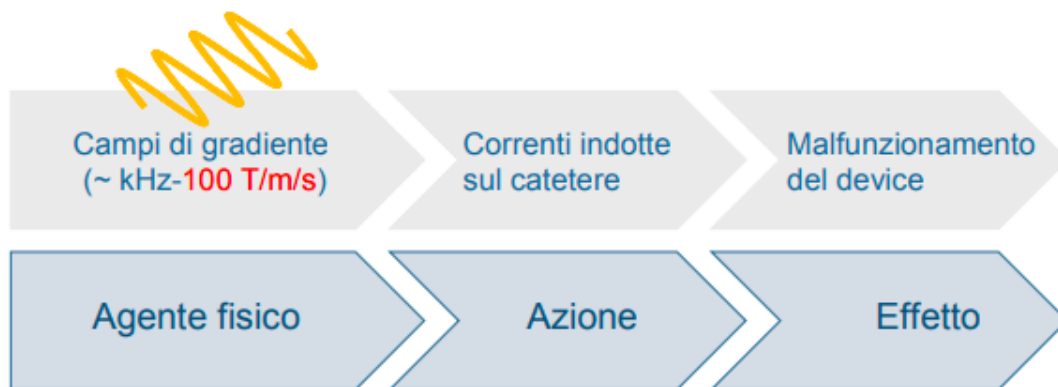 Campi di gradiente
(~ kHz-100 T/m/s)
Correnti indotte
sul catetere
Malfunzionamento
del device
Agente fisico
Azione
Effetto